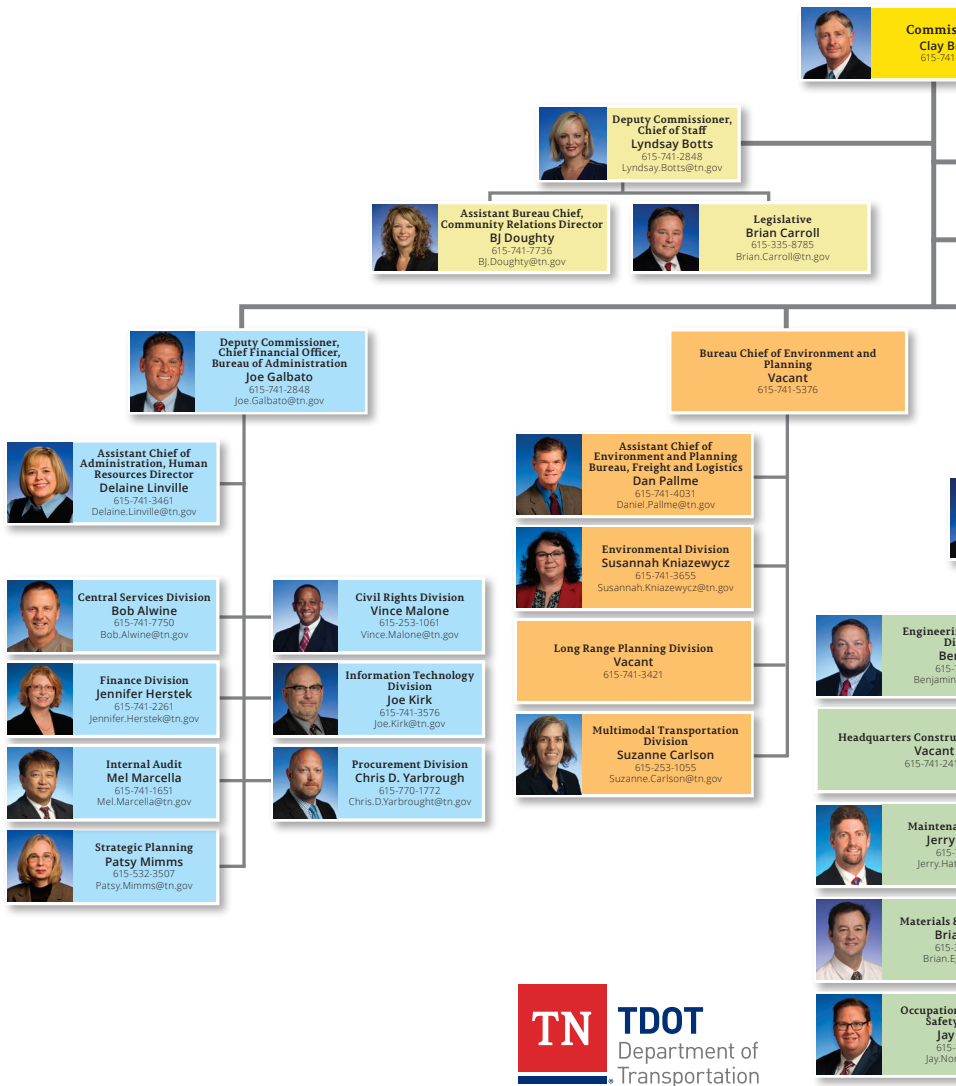 Clay
615-741
Deputy Commissioner,
Chief of Staff
Lyndsay Botts
615-741-2848
Lyndsay.Botts@tn.gov
Assistant Bureau Chief,
Community Relations Director
BJ Doughty
615-741-7736
BJ.Doughty@tn.gov
Legislative
Brian Carroll
615-335-8785
Brian.Carroll@tn.gov
Deputy Commissioner,
Chief Financial Officer,
Bureau of Administration
Joe Galbato
615-741-2848
Joe.Galbato@tn.gov
Bureau Chief of Environment and
Planning
Vacant
615-741-5376
Assistant Chief of
Administration, Human
Resources Director
Delaine Linville
615-741-3461
Delaine.Linville@tn.gov
Central Services Division
Bob Alwine
615-741-7750
Bob.Alwine@tn.gov
Finance Division
Jennifer Herstek
615-741-2261
Jennifer.Herstek@tn.gov
Internal Audit
Mel Marcella
615-741-1651
Mel.Marcella@tn.gov
Strategic Planning
Patsy Mimms
615-532-3507
Patsy.Mimms@tn.gov
Civil Rights Division
Vince Malone
615-253-1061
Vince.Malone@tn.gov
Information Technology
Division
Joe Kirk
615-741-3576
Joe.Kirk@tn.gov
Procurement Division
Chris D. Yarbrough
615-770-1772
Chris.D.Yarbrought@tn.gov
Assistant Chief of
Environment and Planning
Bureau, Freight and Logistics
Dan Pallme
615-741-4031
Daniel.Pallme@tn.gov
Environmental Division
Susannah Kniazewycz
615-741-3655
Susannah.Kniazewycz@tn.gov
Long Range Planning Division
Vacant
615-741-3421
Multimodal Transportation
Division
Suzanne Carlson
615-253-1055
Suzanne.Carlson@tn.gov
615-
Headquarters
Vacant
615-741-241
Jerry
615-
Materials &
615-
Safety
Jay
615-
TN
TDOT
Department of
Transportation